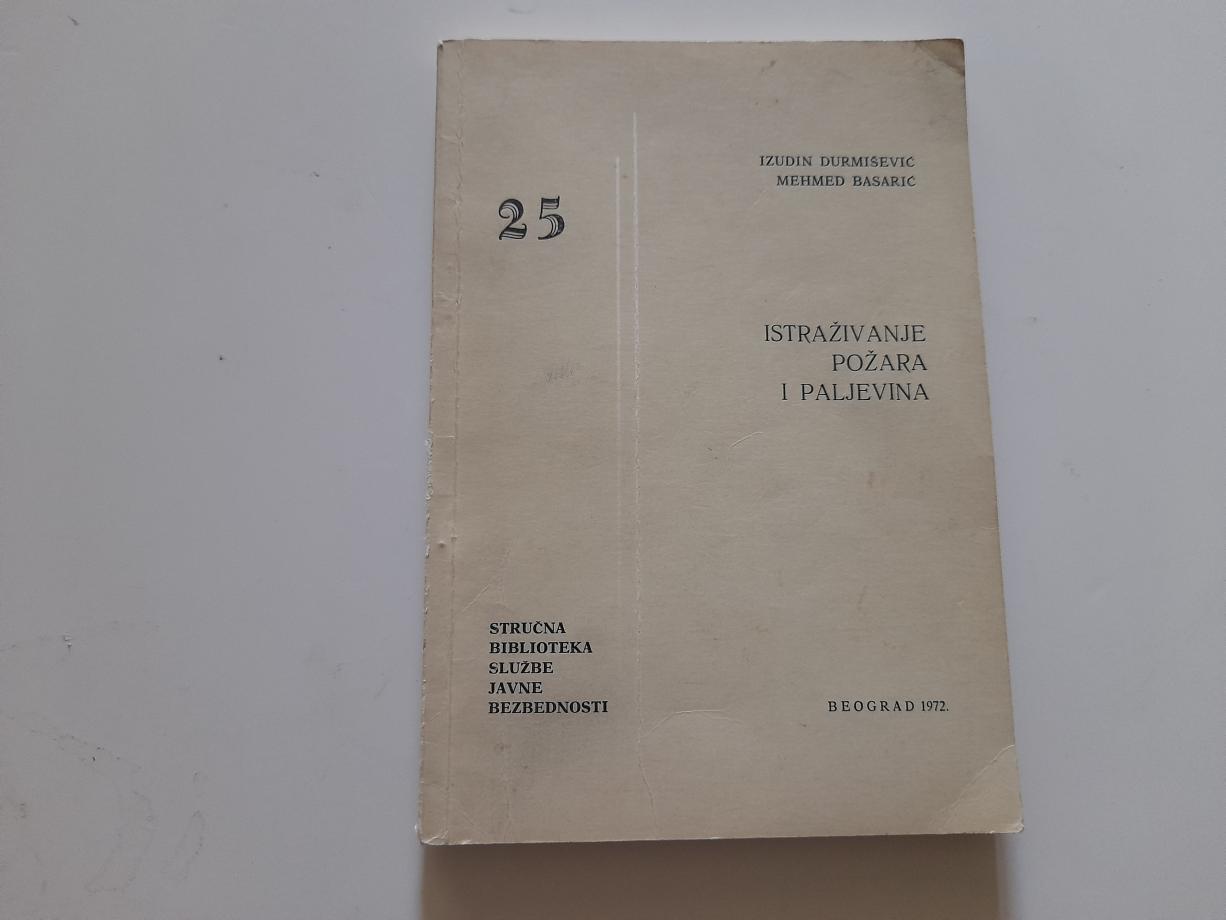 25
IZUDIN DURMIŠEVIĆ
MEHMED BASARIĆ
ISTRAŽIVANJE
POŽARA
I PALJEVINA
STRUČNA
BIBLIOTEKA
SLUŽBE
JAVNE
BEZBEDNOSTI
BEOGRAD 1972.